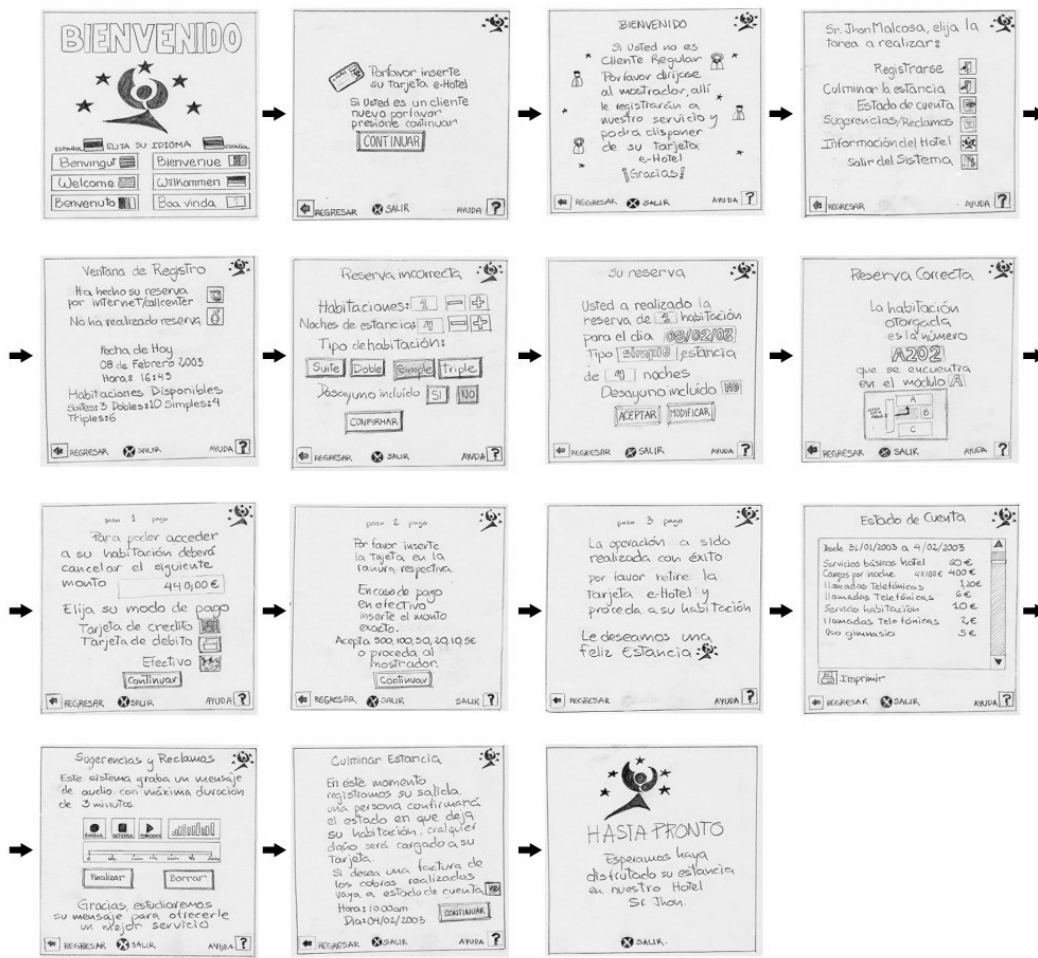 BIENVENIDO
ESPAÑOL ELIJA SU IDIOMA ESPAÑOL
Benvingut Bienvenue
Welcome Willkommen
Benvenuto Boa vinda
Porfavor inserte
su Tarjeta e-Hotel
Si Usted es un cliente
nuevo porfavor
presione continuar
CONTINUAR
REGRESAR SALIR AYUDA ?
BIENVENIDO
Si Usted no es
Cliente Regular
Porfavor dirijase
al mostrador, allí
le registrarán a
nuestro servicio y
podrá disponer
de su tarjeta
e-Hotel
¡Gracias!
REGRESAR SALIR AYUDA ?
Sr. Jhon Malcosa, elija la
tarea a realizar:
Registrarse
Culminar la estancia
Estado de cuenta
Sugerencias/Reclamos
Información del Hotel
Salir del Sistema
REGRESAR AYUDA ?
Ventana de Registro
Ha hecho su reserva
por internet/callcenter
No ha realizado reserva
Fecha de Hoy
08 de Febrero 2003
Hora: 16:43
Habitaciones Disponibles
Suites:3 Dobles:10 Simples:4
Triples:6
REGRESAR SALIR AYUDA ?
Reserva incorrecta
Habitaciones: 1 - +
Noches de estancia: 4 - +
Tipo de habitación:
Suite Doble Simple triple
Desayuno incluido SI NO
CONFIRMAR
REGRESAR SALIR AYUDA ?
Su reserva
Usted a realizado la
reserva de 1 habitación
para el día 08/02/03
Tipo simple estancia
de 4 noches
Desayuno incluido NO
ACEPTAR MODIFICAR
REGRESAR SALIR AYUDA ?
Reserva Correcta
La habitación
otorgada
es la número
A202
que se encuentra
en el módulo A
A
B
C
REGRESAR SALIR AYUDA ?
paso 1 pago
Para poder acceder
a su habitación deberá
cancelar el siguiente
monto 440,00€
Elija su modo de pago
Tarjeta de credito
Tarjeta de débito
Efectivo
Continuar
REGRESAR SALIR AYUDA ?
paso 2 pago
Por favor inserte
la tajeta en la
ranura respectiva.
En caso de pago
en efectivo
inserte el monto
exacto.
Acepta 500,100,50,20,10,5€
o proceda al
mostrador.
Continuar
REGRESAR SALIR SALIR ?
paso 3 pago
La operación a sido
realizada con éxito
por favor retire la
Tarjeta e-Hotel y
proceda a su habitación
Le deseamos una
feliz Estancia
REGRESAR SALIR AYUDA ?
Estado de Cuenta
Desde 31/01/2003 a 4/02/2003
Servicios básicos hotel 60€
Cargos por noche 4x100€ 400€
llamadas Telefónicas 1,20€
llamadas Telefónicas 6€
Servicio habitación 10€
llamadas Telefónicas 2,€
Uso gimnasio 5€
Imprimir
REGRESAR SALIR AYUDA ?
Sugerencias y Reclamos
Este sistema graba un mensaje
de audio con máxima duración
de 3 minutos
Finalizar Borrar
Gracias, estudiaremos
su mensaje para ofrecerle
un mejor servicio
REGRESAR SALIR AYUDA ?
Culminar Estancia
En este momento
registramos su salida,
una persona confirmará
el estado en que deja
su habitación, cualquier
daño será cargado a su
tarjeta.
Si desea una factura de
los cobros realizados
vaya a estado de cuenta
Hora: 10:00am
Dia: 04/02/2003 CONTINUAR
REGRESAR SALIR AYUDA ?
HASTA PRONTO
Esperamos haya
disfrutado su estancia
en nuestro Hotel
Sr. Jhon.
SALIR.